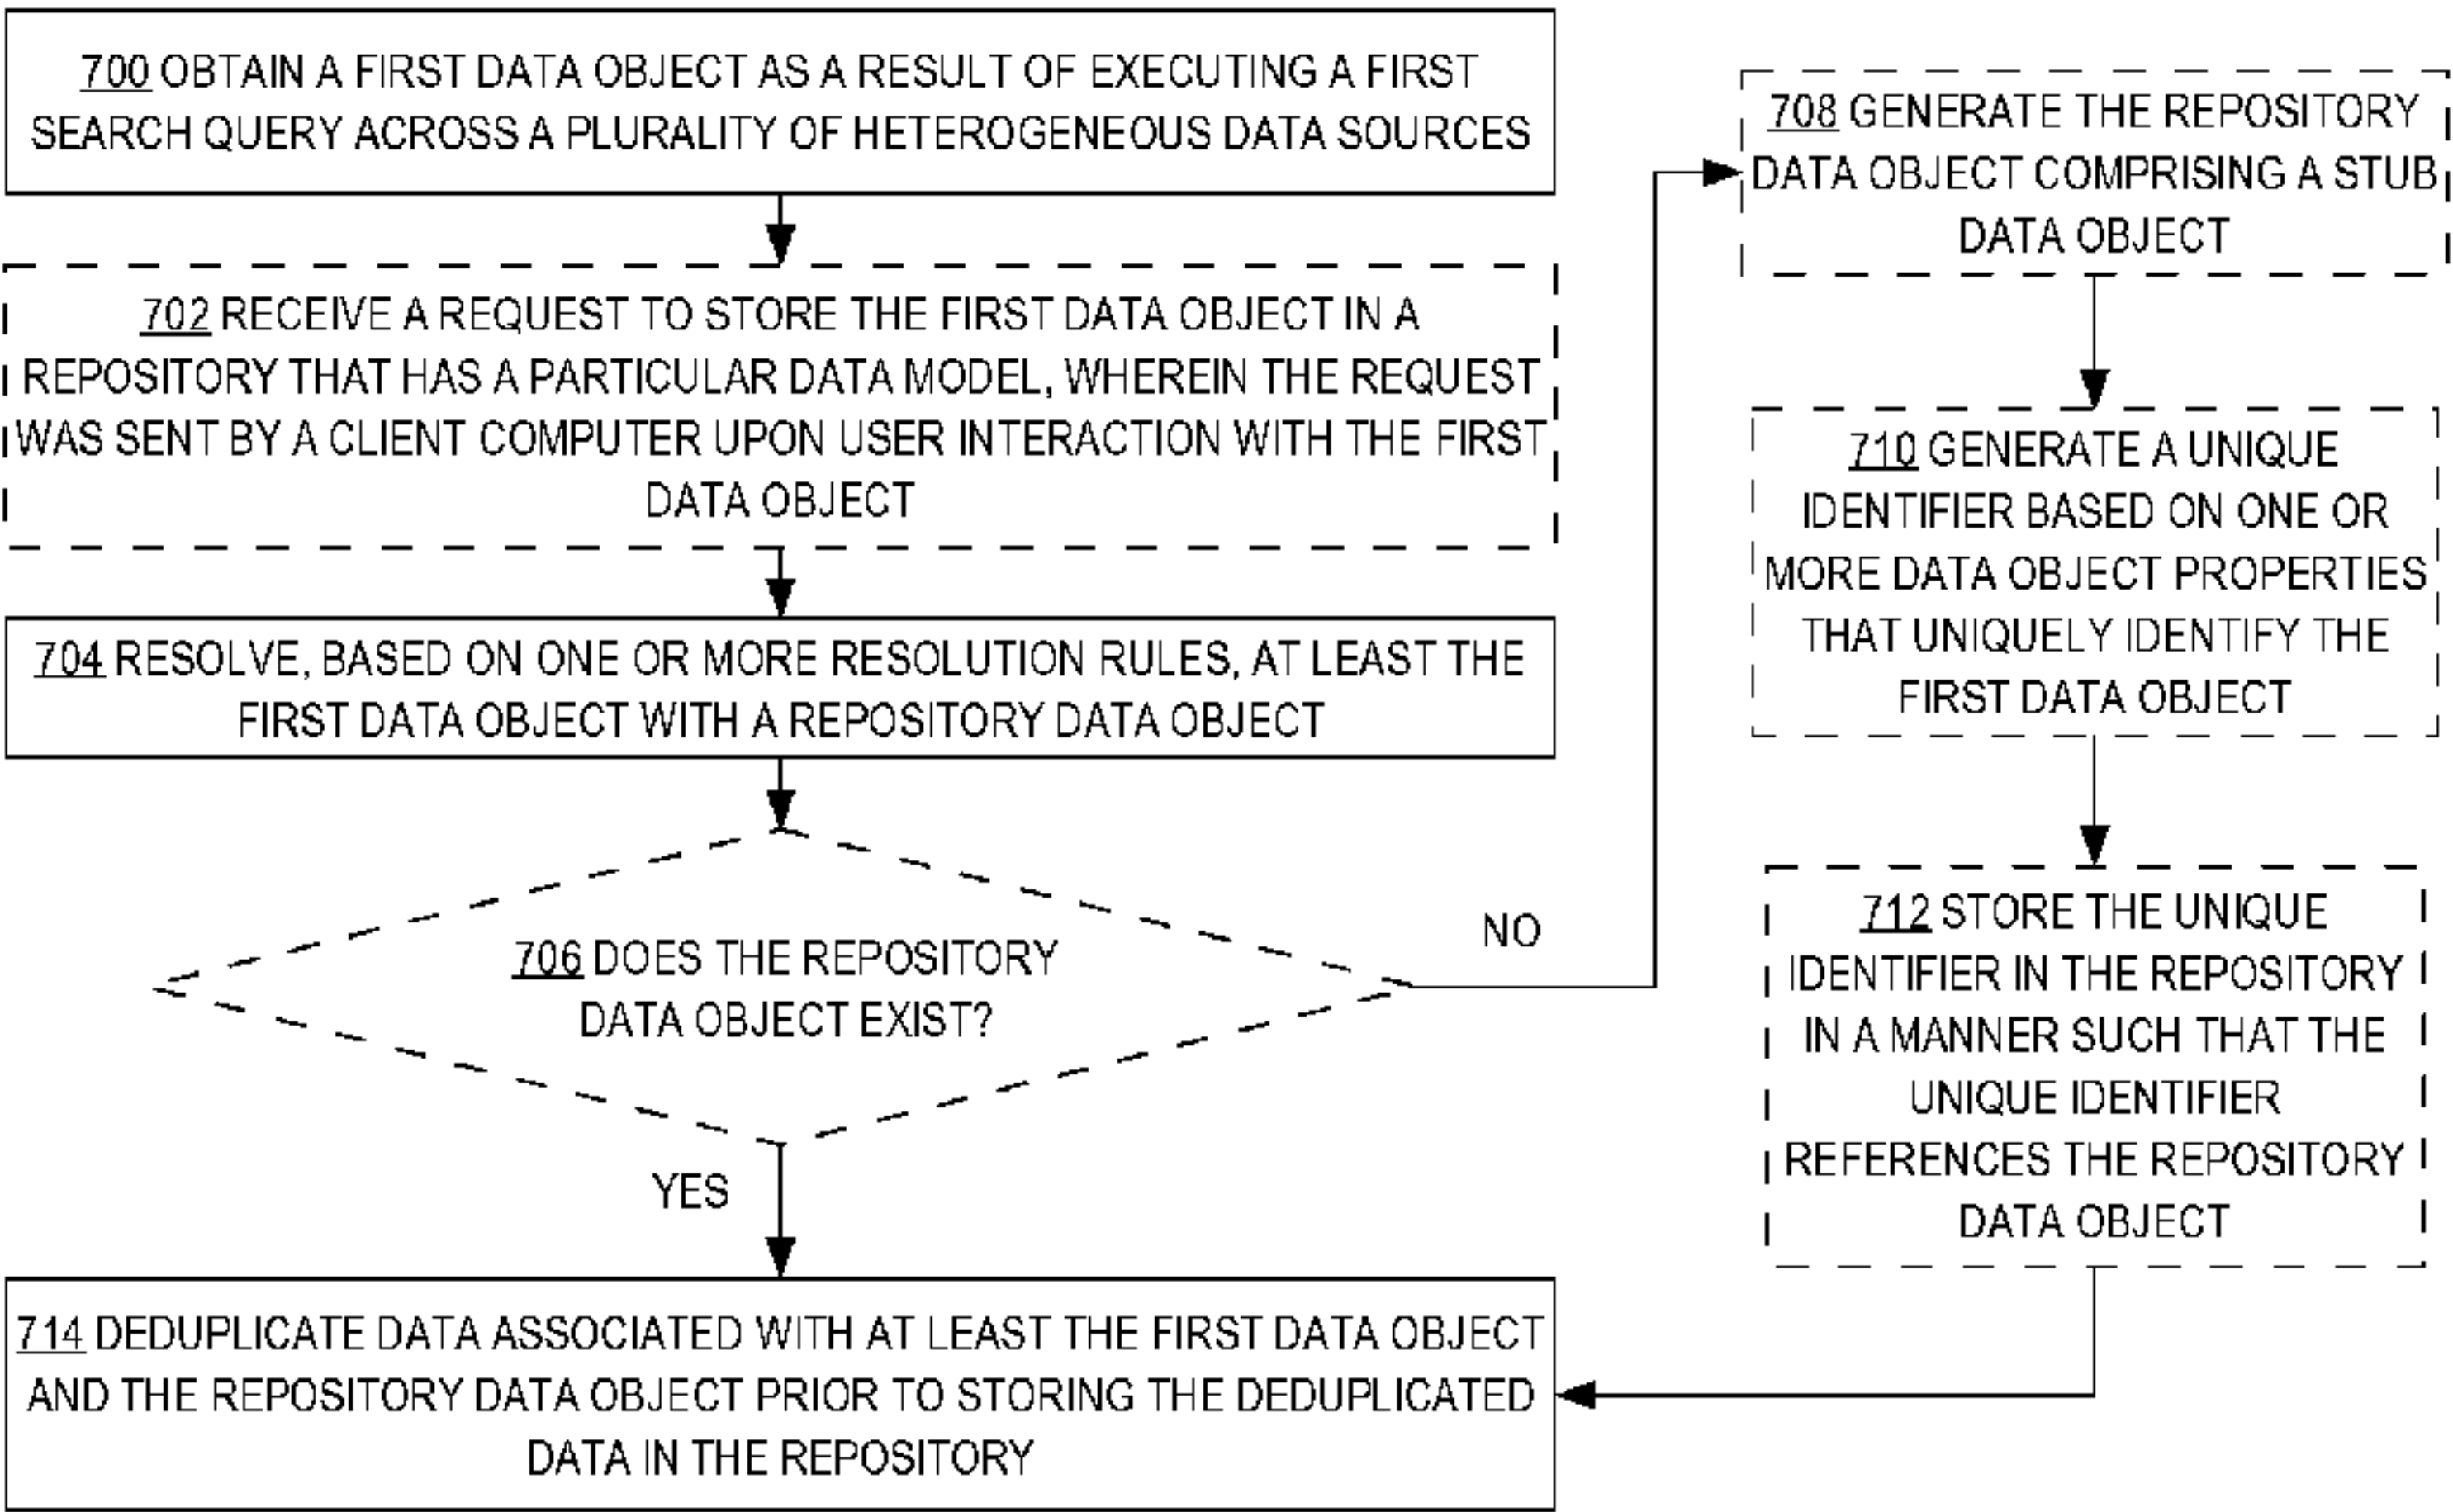 700 OBTAIN A FIRST DATA OBJECT AS A RESULT OF EXECUTING A FIRST
SEARCH QUERY ACROSS A PLURALITY OF HETEROGENEOUS DATA SOURCES
702 RECEIVE A REQUEST TO STORE THE FIRST DATA OBJECT IN A
REPOSITORY THAT HAS A PARTICULAR DATA MODEL, WHEREIN THE REQUEST
WAS SENT BY A CLIENT COMPUTER UPON USER INTERACTION WITH THE FIRST
DATA OBJECT
704 RESOLVE, BASED ON ONE OR MORE RESOLUTION RULES, AT LEAST THE
FIRST DATA OBJECT WITH A REPOSITORY DATA OBJECT
706 DOES THE REPOSITORY
DATA OBJECT EXIST?
NO
YES
708 GENERATE THE REPOSITORY
DATA OBJECT COMPRISING A STUB
DATA OBJECT
710 GENERATE A UNIQUE
IDENTIFIER BASED ON ONE OR
MORE DATA OBJECT PROPERTIES
THAT UNIQUELY IDENTIFY THE
FIRST DATA OBJECT
712 STORE THE UNIQUE
IDENTIFIER IN THE REPOSITORY
IN A MANNER SUCH THAT THE
UNIQUE IDENTIFIER
REFERENCES THE REPOSITORY
DATA OBJECT
714 DEDUPLICATE DATA ASSOCIATED WITH AT LEAST THE FIRST DATA OBJECT
AND THE REPOSITORY DATA OBJECT PRIOR TO STORING THE DEDUPLICATED
DATA IN THE REPOSITORY